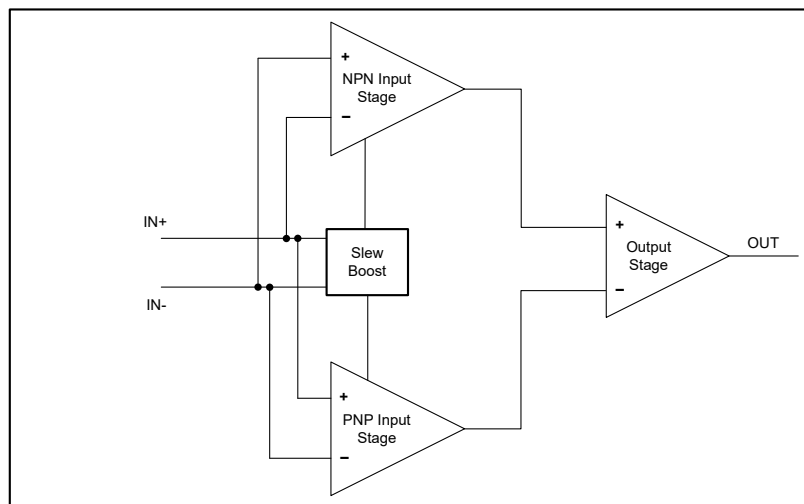 +
NPN Input
Stage
−
IN+
Slew
Boost
IN-
+
Output
Stage
−
OUT
+
PNP Input
Stage
−